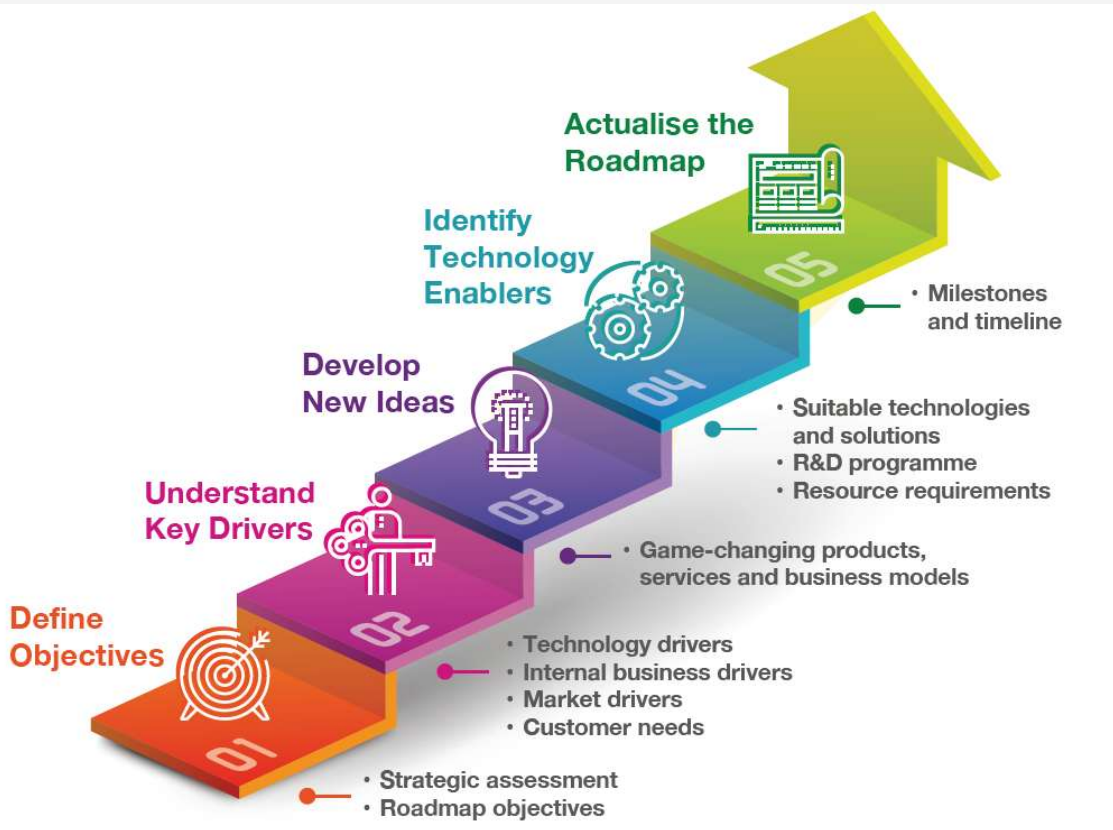 Actualise the
Roadmap
05
• Milestones
and timeline
Identify
Technology
Enablers
04
• Suitable technologies
and solutions
• R&D programme
• Resource requirements
Develop
New Ideas
03
• Game-changing products,
services and business models
Understand
Key Drivers
02
• Technology drivers
• Internal business drivers
• Market drivers
• Customer needs
Define
Objectives
01
• Strategic assessment
• Roadmap objectives